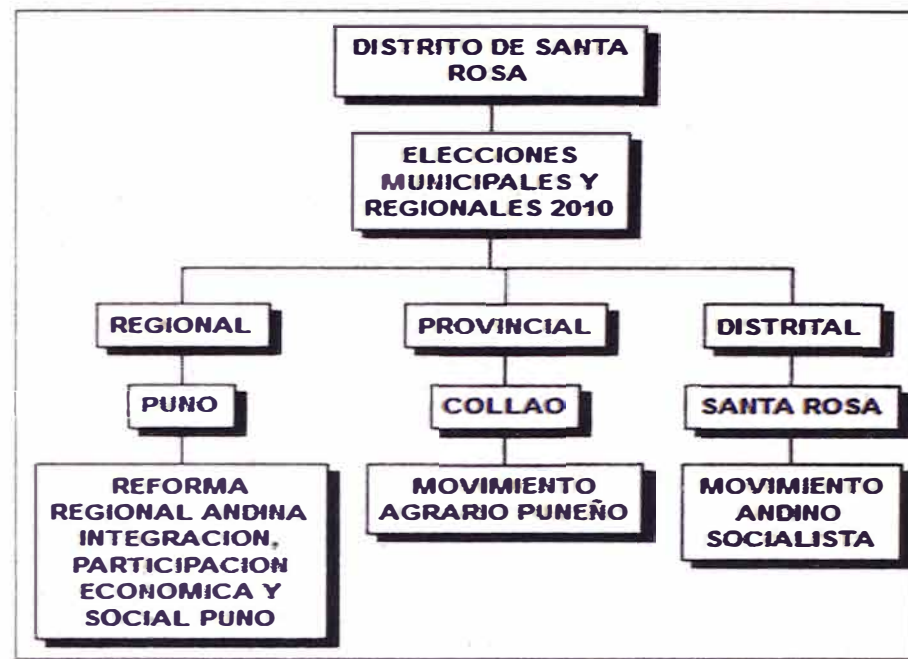 DISTRITO DE SANTA
ROSA
ELECCIONES
MUNICIPALES Y
REGIONALES 2010
REGIONAL
PROVINCIAL
DISTRITAL
PUNO
COLLAO
SANTA ROSA
REFORMA
REGIONAL ANDINA
INTEGRACION,
PARTICIPACION
ECONOMICA Y
SOCIAL PUNO
MOVIMIENTO
AGRARIO PUNEÑO
MOVIMIENTO
ANDINO
SOCIALISTA